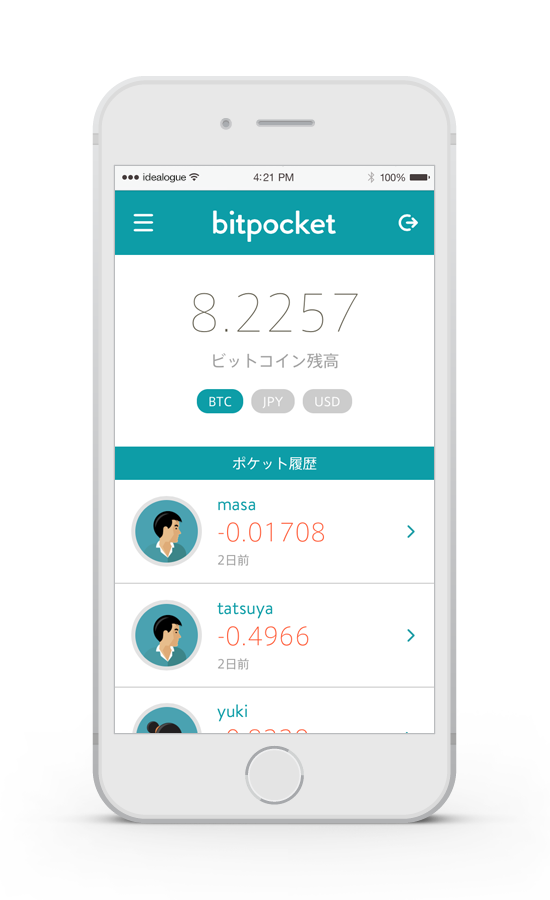 idealogue 4:21 PM 100%
bitpocket
8.2257
ビットコイン残高
BTC JPY USD
ポケット履歴
masa
-0.01708
2日前
tatsuya
-0.4966
2日前
yuki